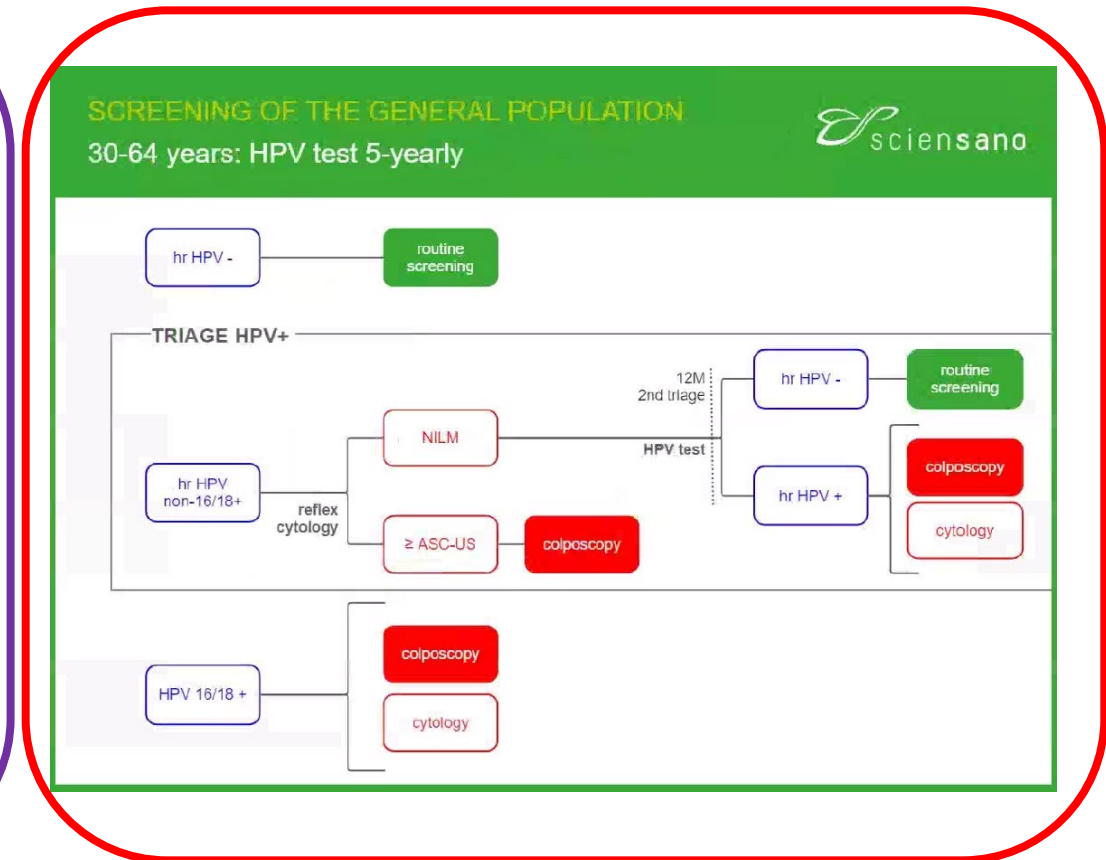 SCREENING OF THE GENERAL POPULATION
30-64 years: HPV test 5-yearly
sciensano
hr HPV -
routine
screening
TRIAGE HPV+
hr HPV
non-16/18+
reflex
cytology
NILM
≥ ASC-US
colposcopy
12M
2nd triage
HPV test
hr HPV -
routine
screening
hr HPV +
colposcopy
cytology
HPV 16/18 +
colposcopy
cytology